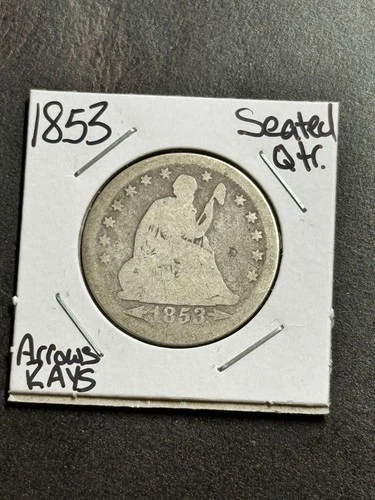 1853
Seated
Qtr.
1853
Arrows
RAYS